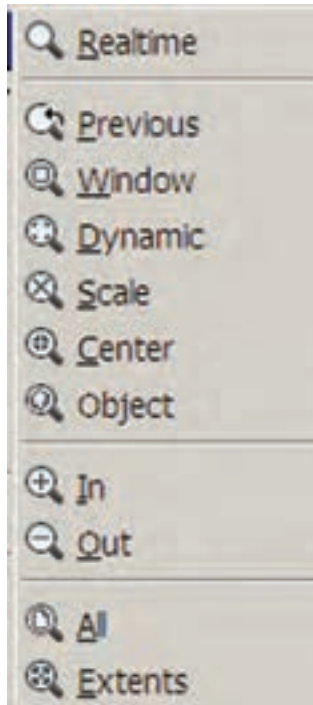 Realtime
Previous
Window
Dynamic
Scale
Center
Object
In
Out
All
Extents